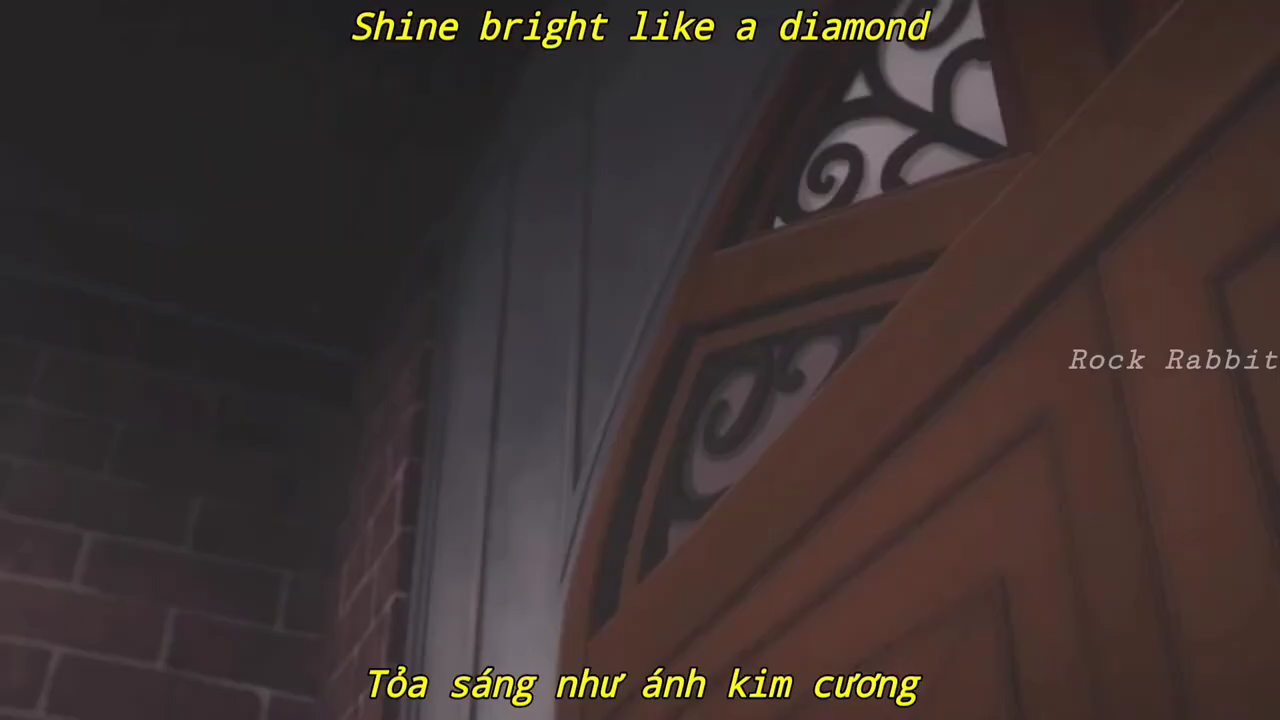 Shine bright like a diamond
Rock Rabbit
Tỏa sáng như ánh kim cương